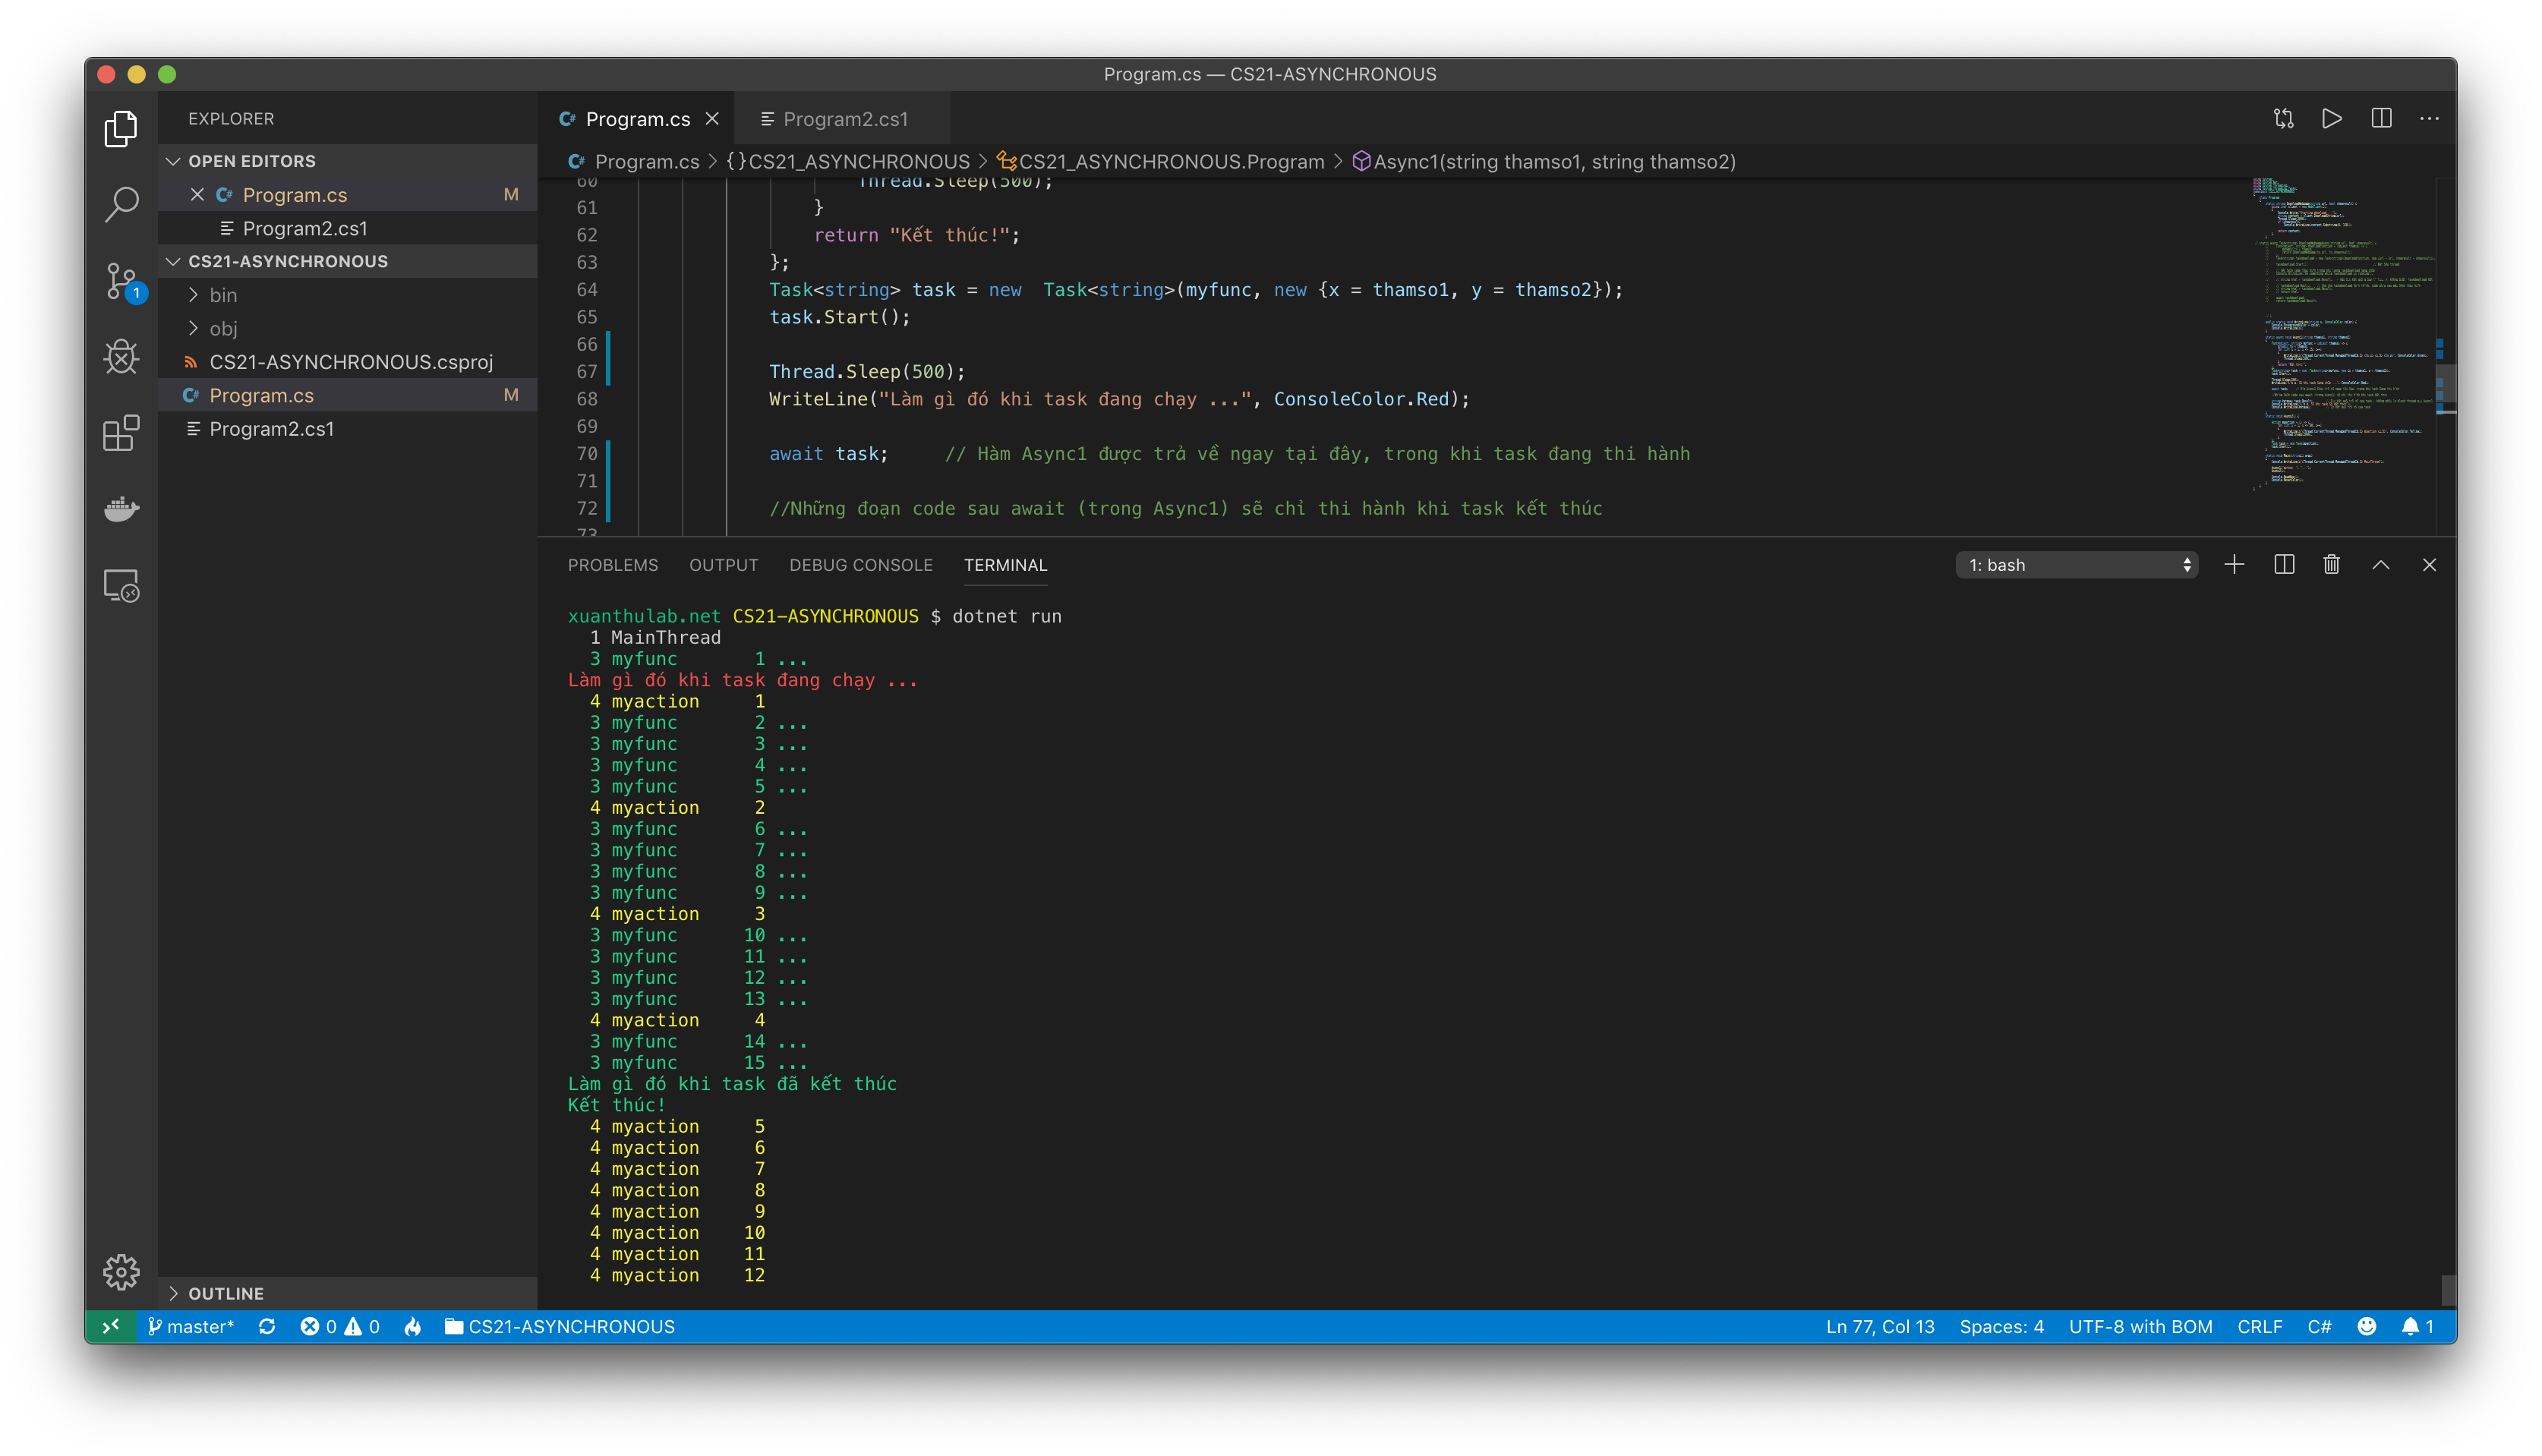 Program.cs — CS21-ASYNCHRONOUS
EXPLORER
OPEN EDITORS
Program.cs M
Program2.cs1
CS21-ASYNCHRONOUS
bin
obj
CS21-ASYNCHRONOUS.csproj
Program.cs M
Program2.cs1
OUTLINE
1
Program.cs
Program2.cs1
Program.cs > {} CS21_ASYNCHRONOUS > CS21_ASYNCHRONOUS.Program > Async1(string thamso1, string thamso2)
60 Thread.Sleep(500);
61 }
62 return "Kết thúc!";
63 };
64 Task<string> task = new  Task<string>(myfunc, new {x = thamso1, y = thamso2});
65 task.Start();
66
67 Thread.Sleep(500);
68 WriteLine("Làm gì đó khi task đang chạy ...", ConsoleColor.Red);
69
70 await task;     // Hàm Async1 được trả về ngay tại đây, trong khi task đang thi hành
71
72 //Những đoạn code sau await (trong Async1) sẽ chỉ thi hành khi task kết thúc
73
PROBLEMS OUTPUT DEBUG CONSOLE TERMINAL
1: bash
xuanthulab.net CS21-ASYNCHRONOUS $ dotnet run
1 MainThread
3 myfunc 1 ...
Làm gì đó khi task đang chạy ...
4 myaction 1
3 myfunc 2 ...
3 myfunc 3 ...
3 myfunc 4 ...
3 myfunc 5 ...
4 myaction 2
3 myfunc 6 ...
3 myfunc 7 ...
3 myfunc 8 ...
3 myfunc 9 ...
4 myaction 3
3 myfunc 10 ...
3 myfunc 11 ...
3 myfunc 12 ...
3 myfunc 13 ...
4 myaction 4
3 myfunc 14 ...
3 myfunc 15 ...
Làm gì đó khi task đã kết thúc
Kết thúc!
4 myaction 5
4 myaction 6
4 myaction 7
4 myaction 8
4 myaction 9
4 myaction 10
4 myaction 11
4 myaction 12
master* 0 0 CS21-ASYNCHRONOUS Ln 77, Col 13 Spaces: 4 UTF-8 with BOM CRLF C# 1